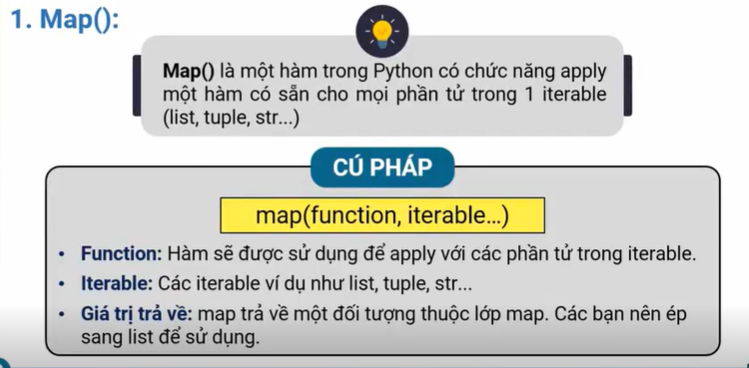 1. Map():
Map() là một hàm trong Python có chức năng apply
một hàm có sẵn cho mọi phần tử trong 1 iterable
(list, tuple, str...)
CÚ PHÁP
map(function, iterable...)
• Function: Hàm sẽ được sử dụng để apply với các phần tử trong iterable.
• Iterable: Các iterable ví dụ như list, tuple, str...
• Giá trị trả về: map trả về một đối tượng thuộc lớp map. Các bạn nên ép
sang list để sử dụng.